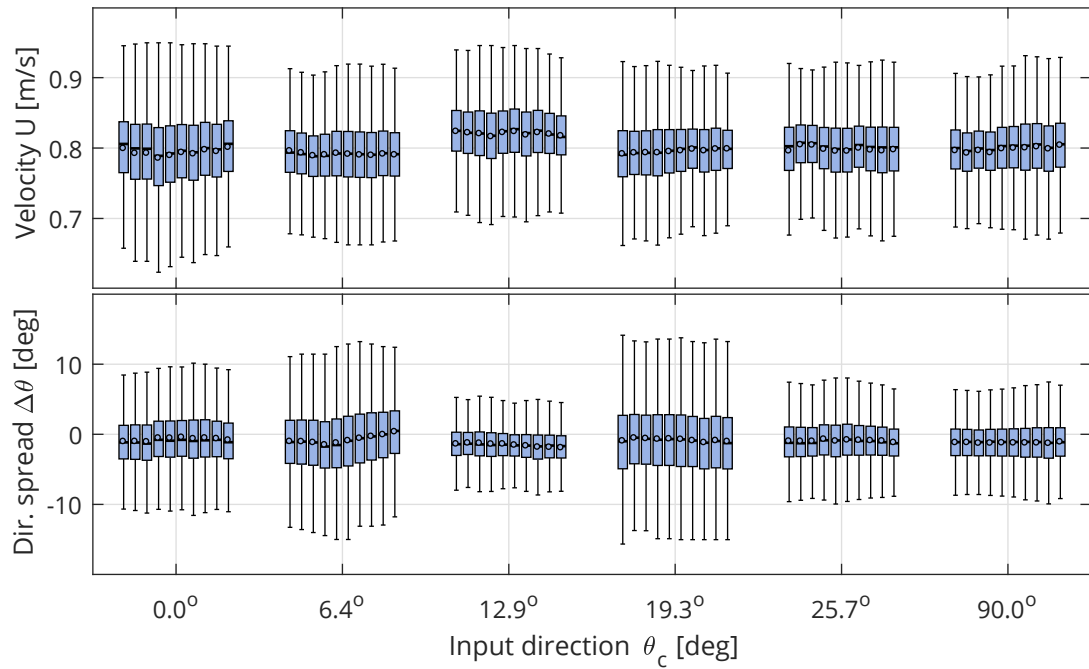 Velocity U [m/s]
0.9
0.8
0.7
Dir. spread Δθ [deg]
10
0
-10
0.0° 6.4° 12.9° 19.3° 25.7° 90.0°
Input direction θc [deg]